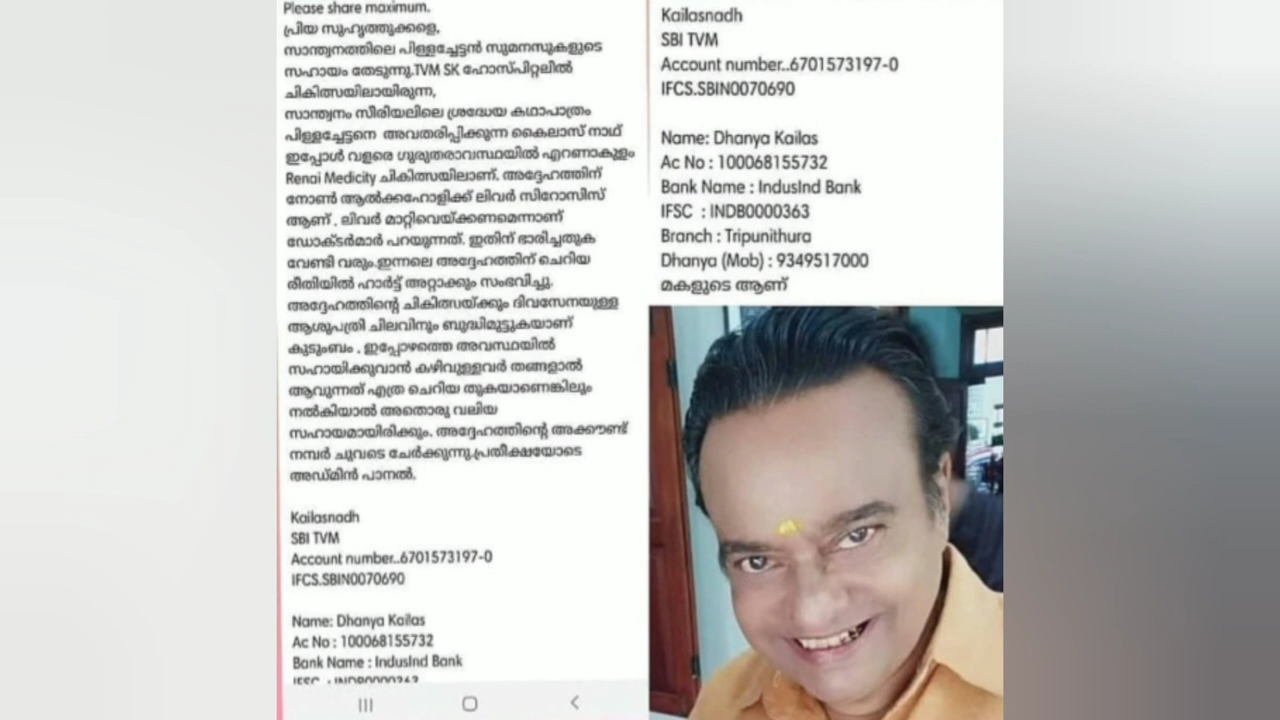 Please share maximum.
പ്രിയ സുഹൃത്തുക്കളെ,
സാന്ത്വനത്തിലെ പിള്ളച്ചേട്ടൻ സുമനസുകളുടെ
സഹായം തേടുന്നു.TVM SK ഹോസ്പിറ്റലിൽ
ചികിത്സയിലായിരുന്ന,
സാന്ത്വനം സീരിയലിലെ ശ്രദ്ധേയ കഥാപാത്രം
പിള്ളച്ചേട്ടനെ അവതരിപ്പിക്കുന്ന കൈലാസ് നാഥ്
ഇപ്പോൾ വളരെ ഗുരുതരാവസ്ഥയിൽ എറണാകുളം
Renai Medicity ചികിത്സയിലാണ്. അദ്ദേഹത്തിന്
നോൺ ആൽക്കഹോളിക്ക് ലിവർ സിറോസിസ്
ആണ് . ലിവർ മാറ്റിവെയ്ക്കണമെന്നാണ്
ഡോക്ടർമാർ പറയുന്നത്. ഇതിന് ഭാരിച്ചതുക
വേണ്ടി വരും.ഇന്നലെ അദ്ദേഹത്തിന് ചെറിയ
രീതിയിൽ ഹാർട്ട് അറ്റാക്കും സംഭവിച്ചു.
അദ്ദേഹത്തിന്റെ ചികിത്സയ്ക്കും ദിവസേനയുള്ള
ആശുപത്രി ചിലവിനും ബുദ്ധിമുട്ടുകയാണ്
കുടുംബം . ഇപ്പോഴത്തെ അവസ്ഥയിൽ
സഹായിക്കുവാൻ കഴിവുള്ളവർ തങ്ങളാൽ
ആവുന്നത് എത്ര ചെറിയ തുകയാണെങ്കിലും
നൽകിയാൽ അതൊരു വലിയ
സഹായമായിരിക്കും. അദ്ദേഹത്തിന്റെ അക്കൗണ്ട്
നമ്പർ ചുവടെ ചേർക്കുന്നു.പ്രതീക്ഷയോടെ
അഡ്മിൻ പാനൽ.
Kailasnadh
SBI TVM
Account number..6701573197-0
IFCS.SBIN0070690
Name: Dhanya Kailas
Ac No : 100068155732
Bank Name : IndusInd Bank
IFSC : INDB0000363
Kailasnadh
SBI TVM
Account number..6701573197-0
IFCS.SBIN0070690
Name: Dhanya Kailas
Ac No : 100068155732
Bank Name : IndusInd Bank
IFSC : INDB0000363
Branch : Tripunithura
Dhanya (Mob) : 9349517000
മകളുടെ ആണ്